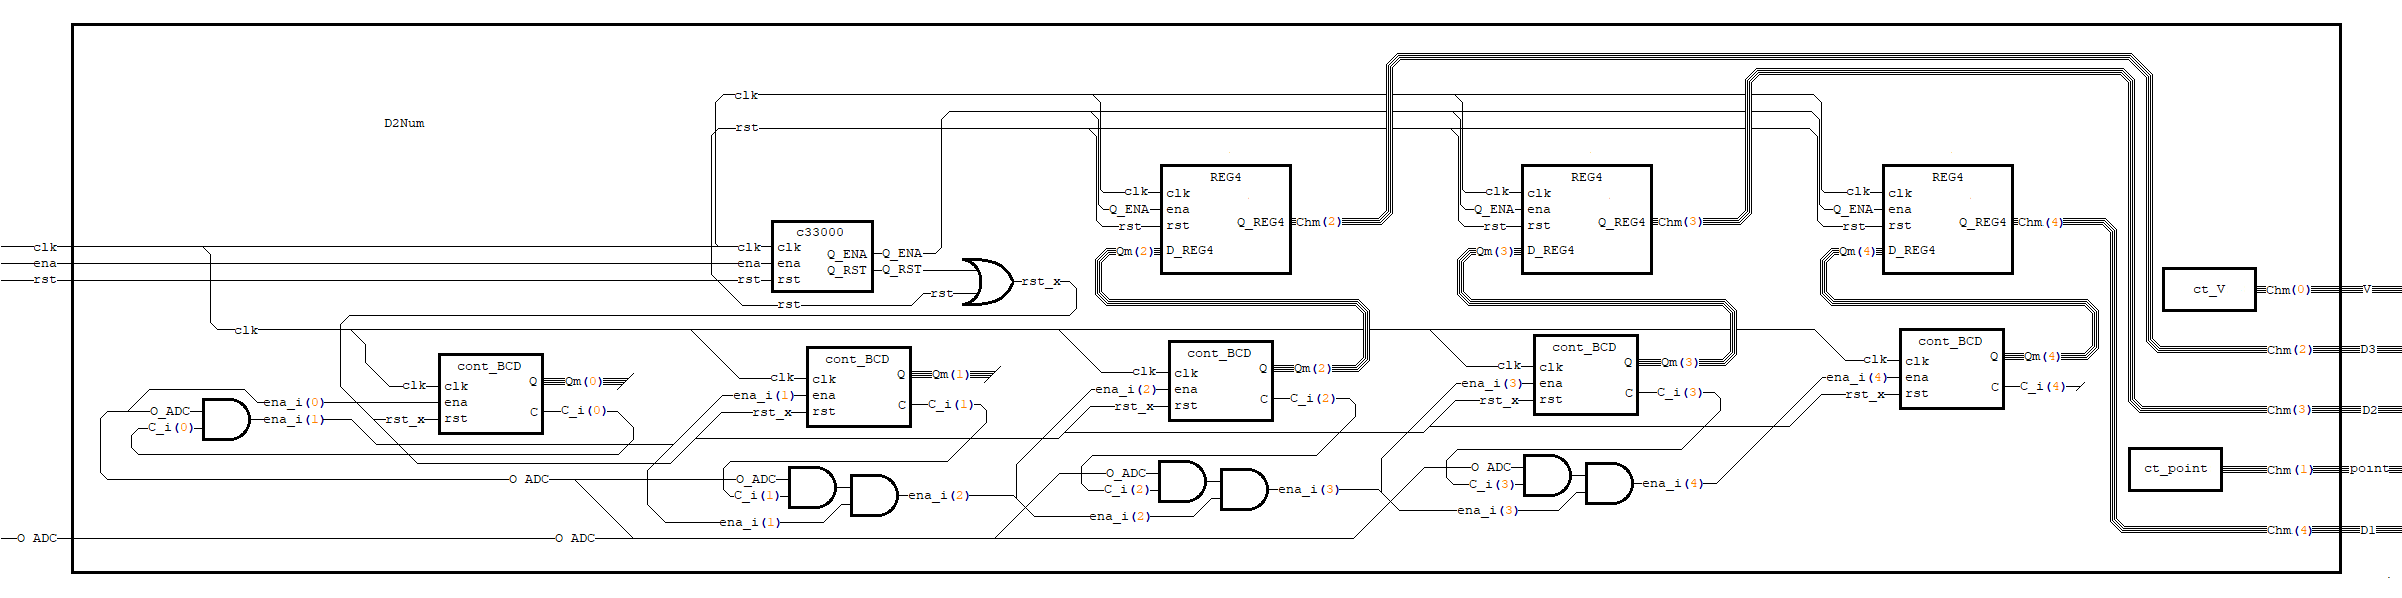 D2Num
clk
ena
rst
O ADC
clk
rst
clk
ena
rst
c33000
clk
ena
rst
Q_ENA
Q_RST
Q_ENA
Q_RST
rst
rst
rst_x
clk
Q_ENA
rst
Qm(2)
REG4
clk
ena
rst
D_REG4
Q_REG4
Chm(2)
clk
Q_ENA
rst
Qm(3)
REG4
clk
ena
rst
D_REG4
Q_REG4
Chm(3)
clk
Q_ENA
rst
Qm(4)
REG4
clk
ena
rst
D_REG4
Q_REG4
Chm(4)
ct_V
Chm(0)
V
Chm(2)
D3
Chm(3)
D2
ct_point
Chm(1)
point
Chm(4)
D1
clk
O_ADC
C_i(0)
ena_i(0)
ena_i(1)
clk
rst_x
cont_BCD
clk
ena
rst
Q
C
Qm(0)
C_i(0)
clk
ena_i(1)
rst_x
cont_BCD
clk
ena
rst
Q
C
Qm(1)
C_i(1)
clk
ena_i(2)
rst_x
cont_BCD
clk
ena
rst
Q
C
Qm(2)
C_i(2)
clk
ena_i(3)
rst_x
cont_BCD
clk
ena
rst
Q
C
Qm(3)
C_i(3)
clk
ena_i(4)
rst_x
cont_BCD
clk
ena
rst
Q
C
Qm(4)
C_i(4)
O ADC
O_ADC
C_i(1)
ena_i(1)
ena_i(2)
O_ADC
C_i(2)
ena_i(2)
ena_i(3)
O ADC
C_i(3)
ena_i(3)
ena_i(4)
O ADC